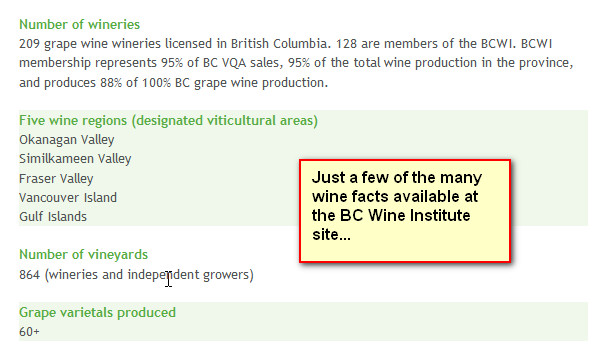 Number of wineries
209 grape wine wineries licensed in British Columbia. 128 are members of the BCWI. BCWI
membership represents 95% of BC VQA sales, 95% of the total wine production in the province,
and produces 88% of 100% BC grape wine production.
Five wine regions (designated viticultural areas)
Okanagan Valley
Similkameen Valley
Fraser Valley
Vancouver Island
Gulf Islands
Just a few of the many
wine facts available at
the BC Wine Institute
site...
Number of vineyards
864 (wineries and independent growers)
Grape varietals produced
60+